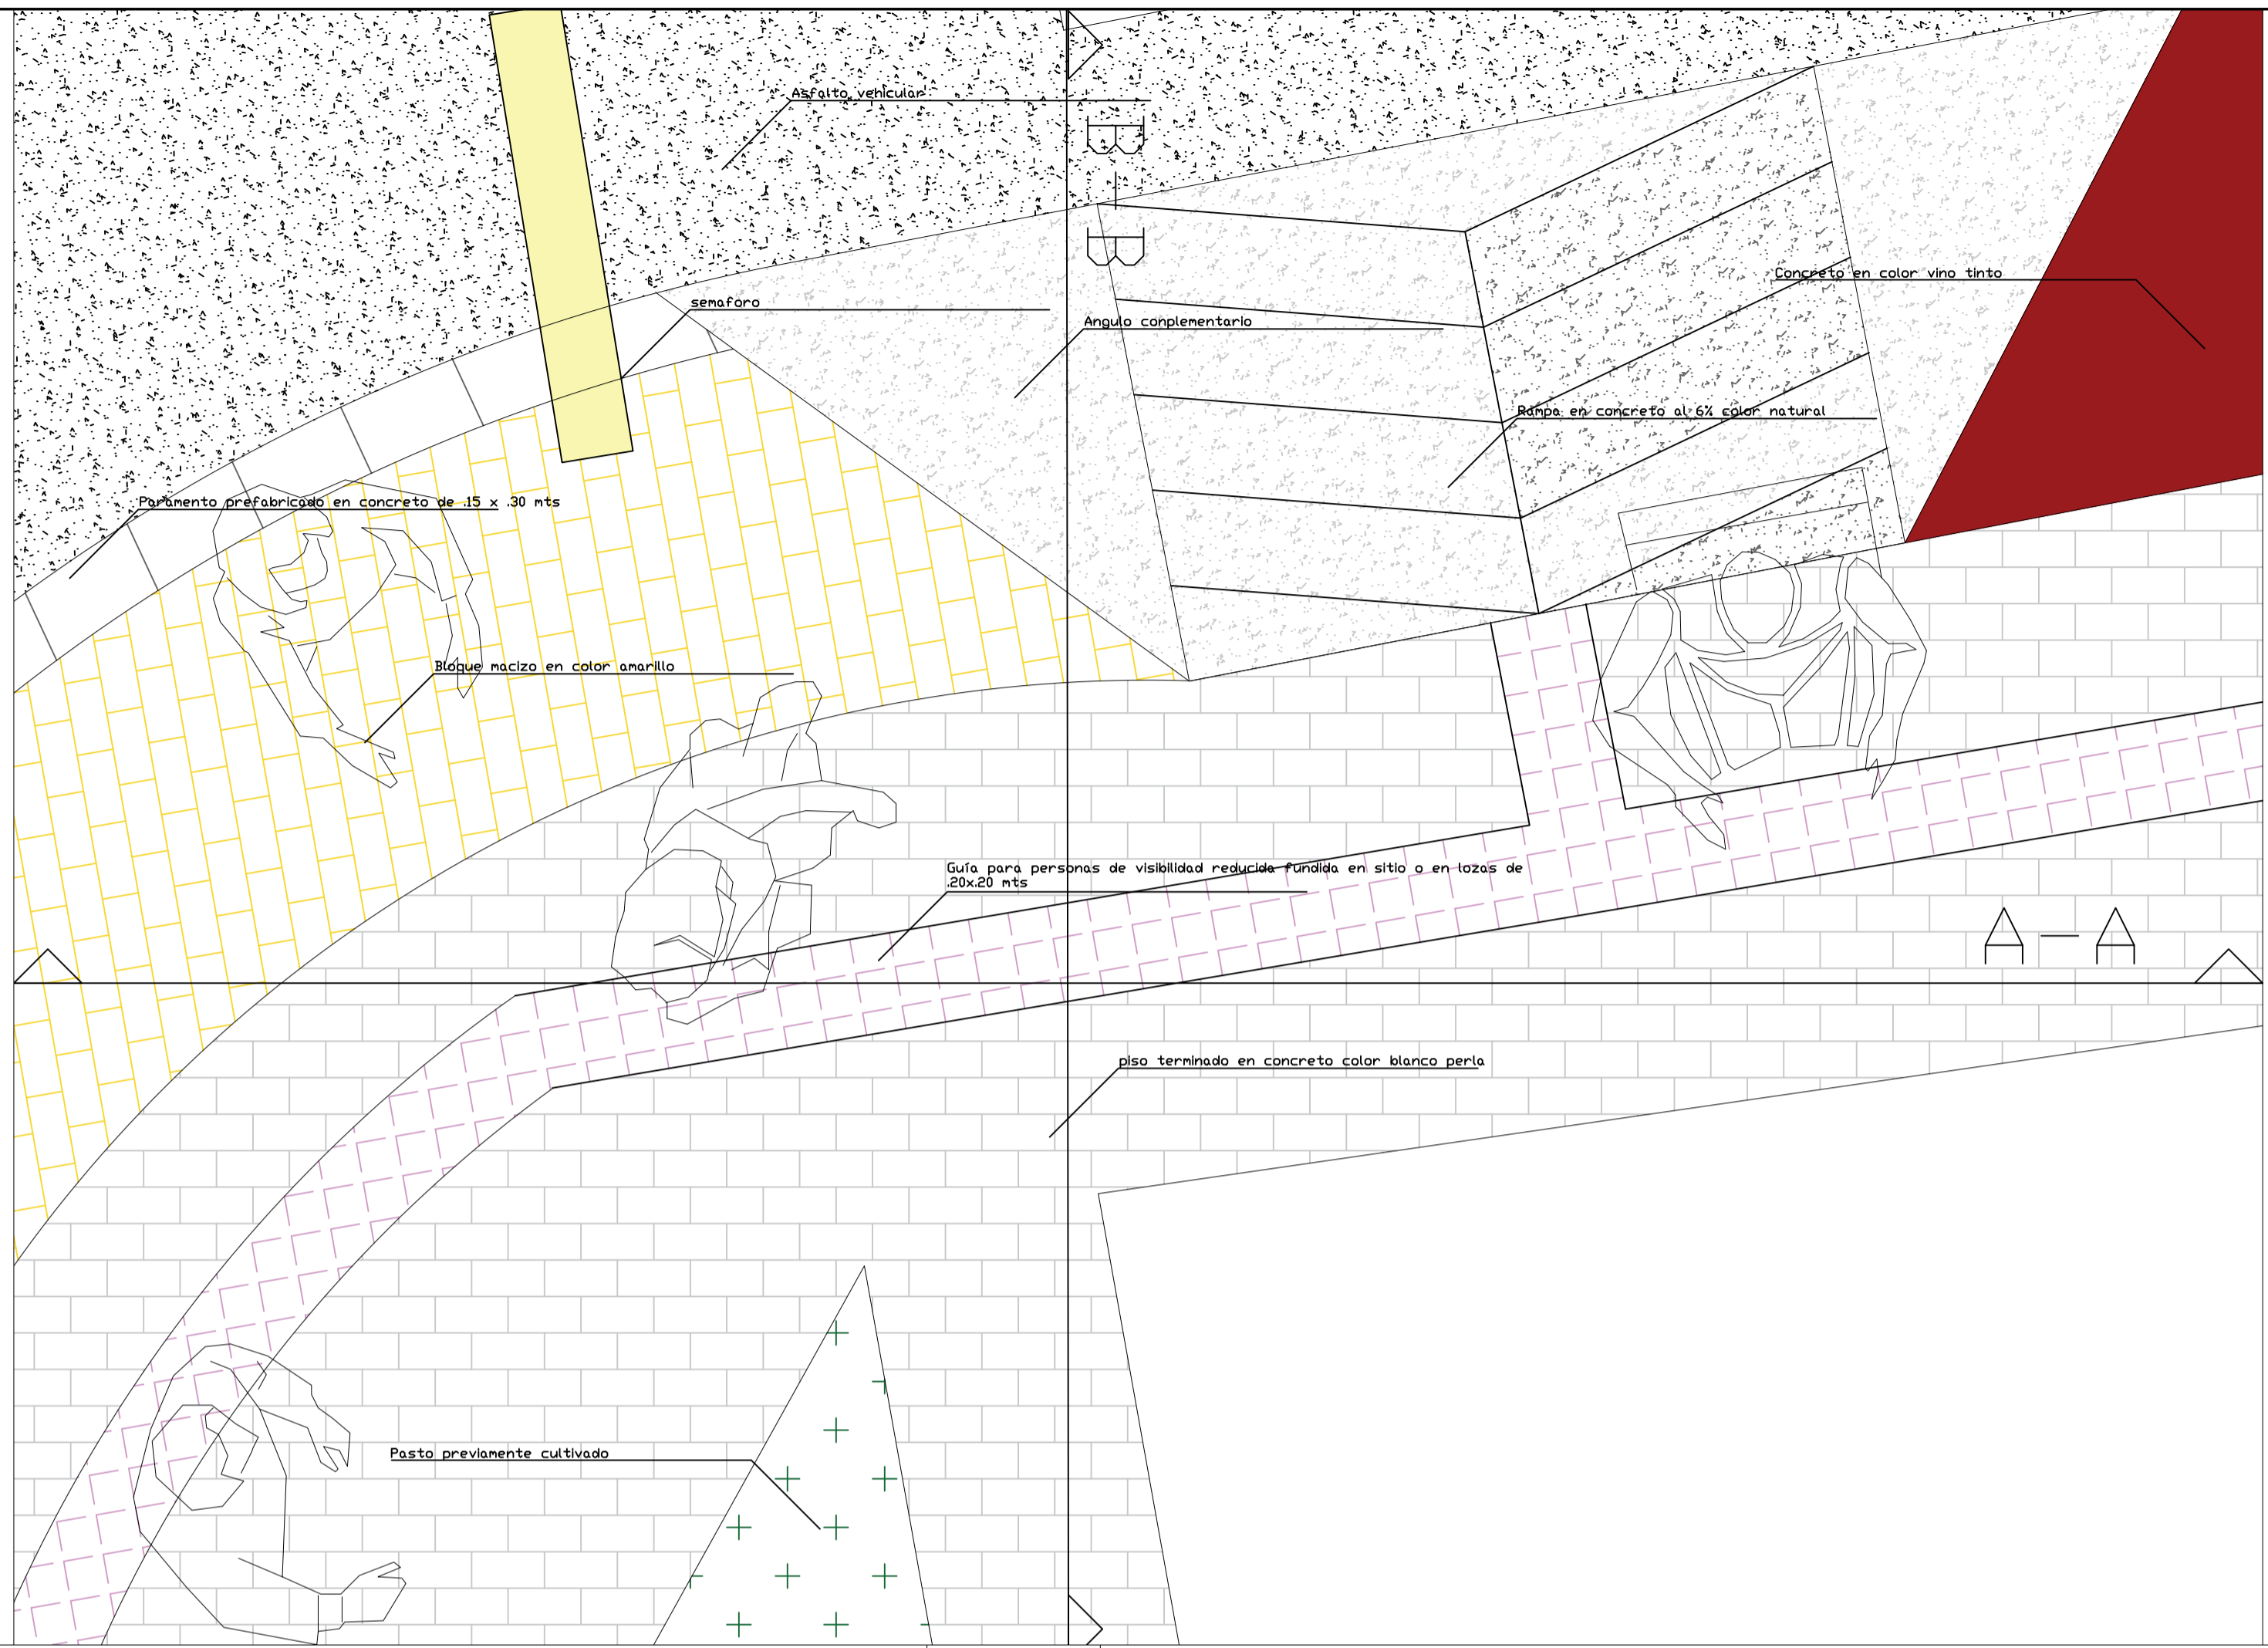 Asfalto vehicular
B
B
Concreto en color vino tinto
semaforo
Angulo conplementario
Rampa en concreto al 6% color natural
Paramento prefabricado en concreto de .15 x .30 mts
Bloque macizo en color amarillo
Guía para personas de visibilidad reducida fundida en sitio o en lozas de
.20x.20 mts
A — A
piso terminado en concreto color blanco perla
Pasto previamente cultivado